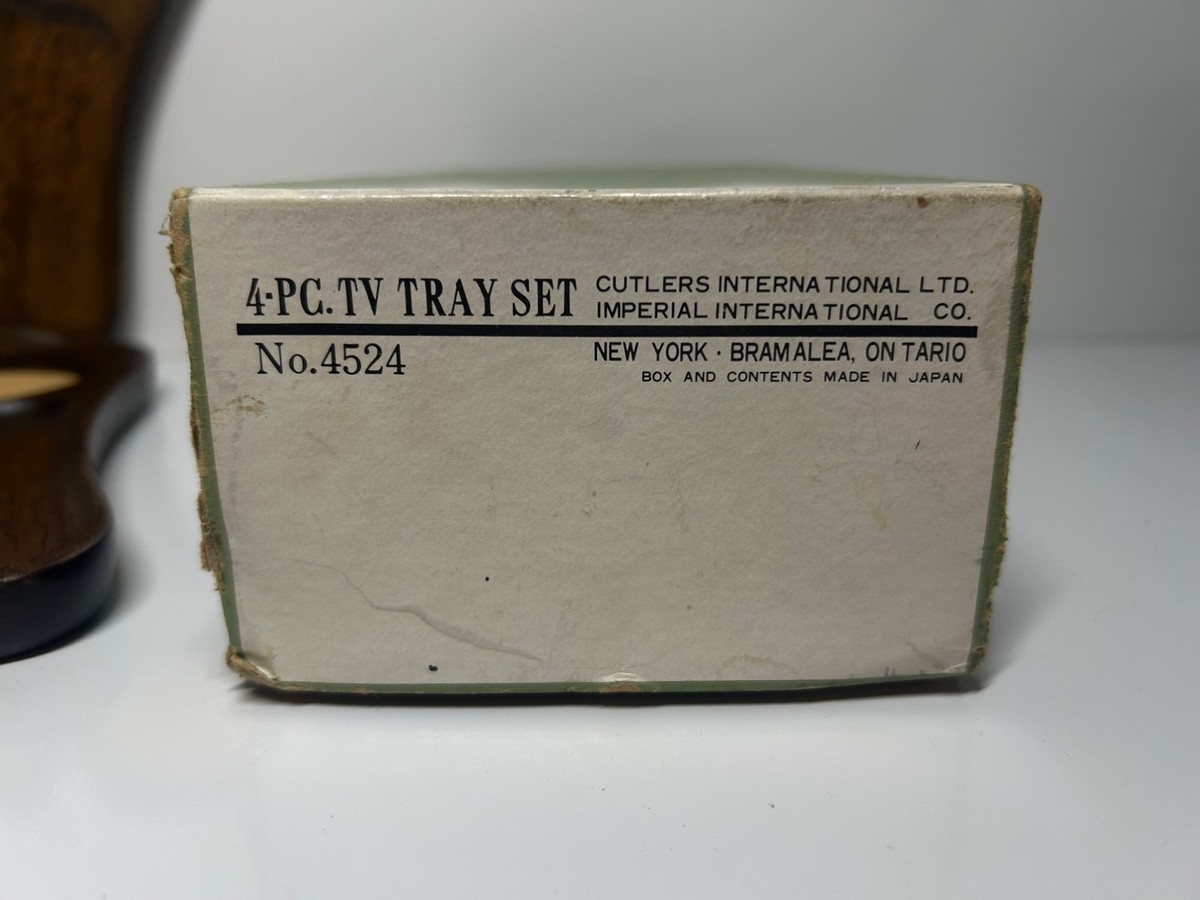 4-PC. TV TRAY SET
No. 4524
CUTLERS INTERNATIONAL LTD.
IMPERIAL INTERNATIONAL CO.
NEW YORK · BRAMALEA, ONTARIO
BOX AND CONTENTS MADE IN JAPAN